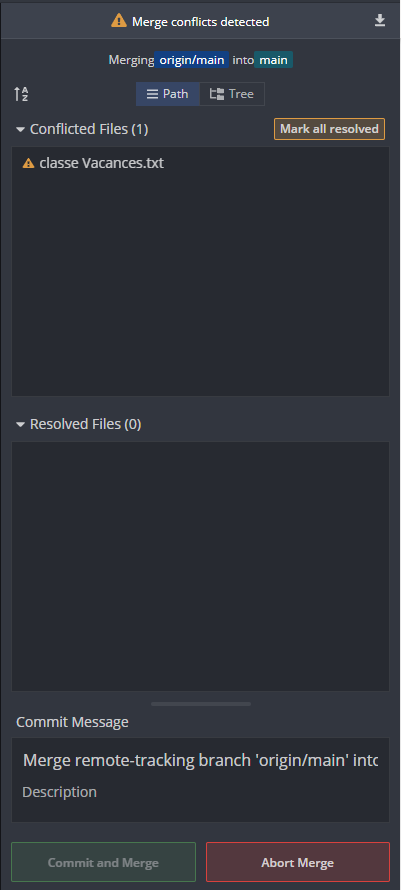 Merge conflicts detected
Merging origin/main into main
Path Tree
Conflicted Files (1) Mark all resolved
classe Vacances.txt
Resolved Files (0)
Commit Message
Merge remote-tracking branch 'origin/main' intc
Description
Commit and Merge Abort Merge